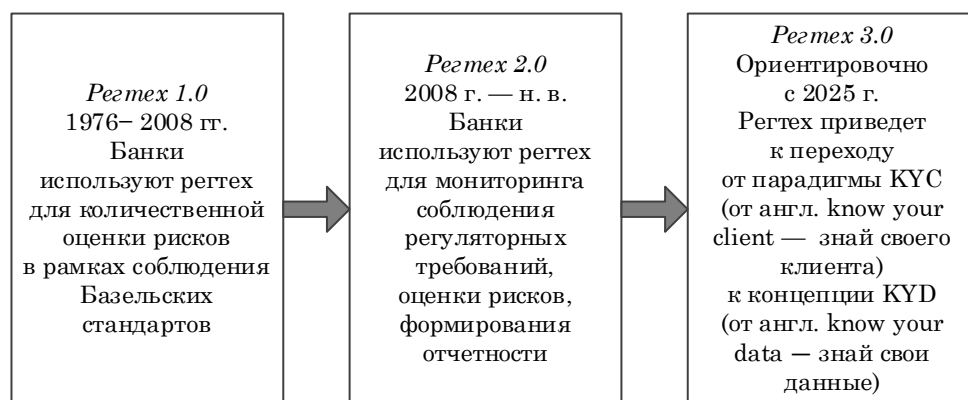 Регтех 1.0
1976– 2008 гг.
Банки
используют регтех
для количественной
оценки рисков
в рамках соблюдения
Базельских
стандартов
Регтех 2.0
2008 г. — н. в.
Банки
используют регтех
для мониторинга
соблюдения
регуляторных
требований,
оценки рисков,
формирования
отчетности
Регтех 3.0
Ориентировочно
с 2025 г.
Регтех приведет
к переходу
от парадигмы KYC
(от англ. know your
client — знай своего
клиента)
к концепции KYD
(от англ. know your
data — знай свои
данные)